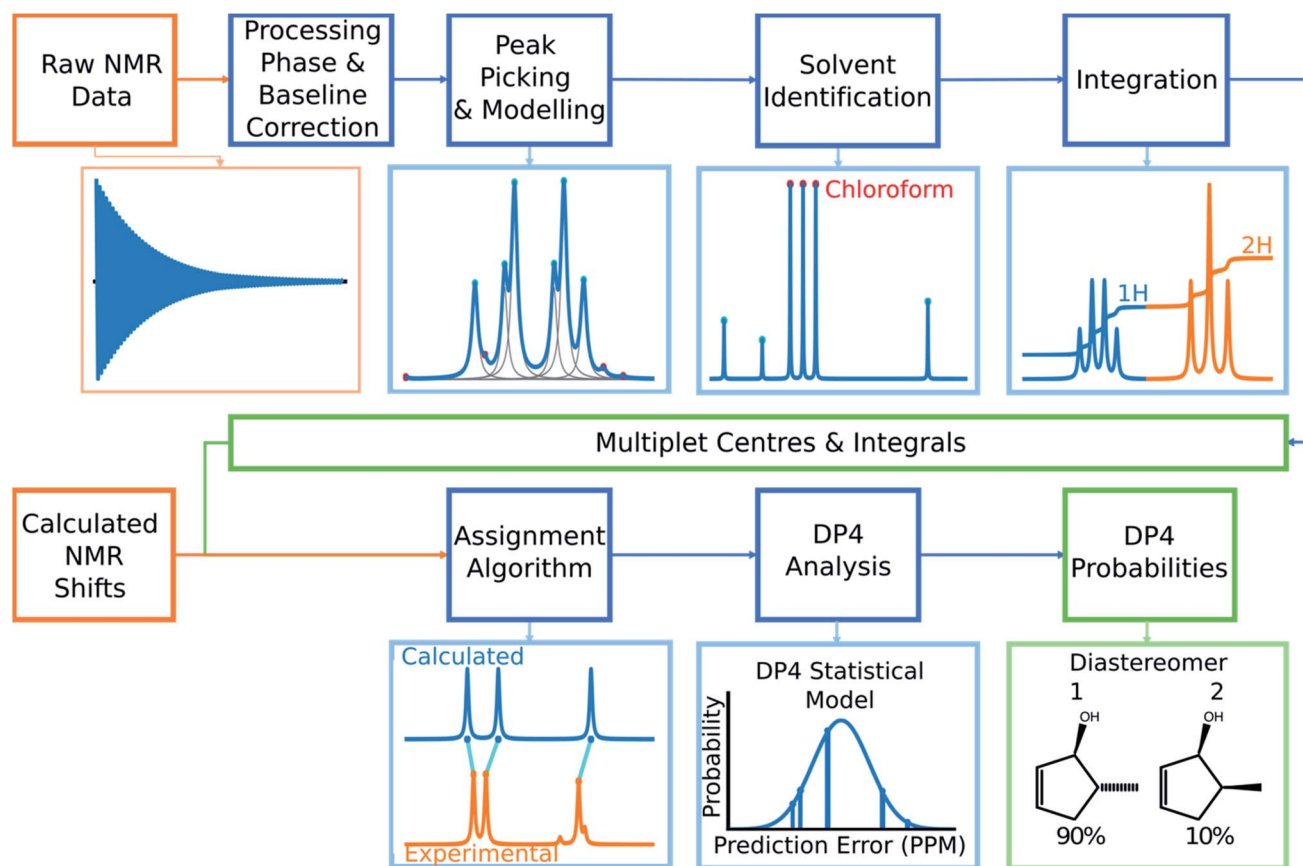 Raw NMR
Data
Processing
Phase &
Baseline
Correction
Peak
Picking
& Modelling
Solvent
Identification
Integration
Chloroform
1H
2H
Multiplet Centres & Integrals
Calculated
NMR
Shifts
Assignment
Algorithm
DP4
Analysis
DP4
Probabilities
Calculated
Experimental
DP4 Statistical
Model
Probability
Prediction Error (PPM)
Diastereomer
1 2
OH OH
90% 10%